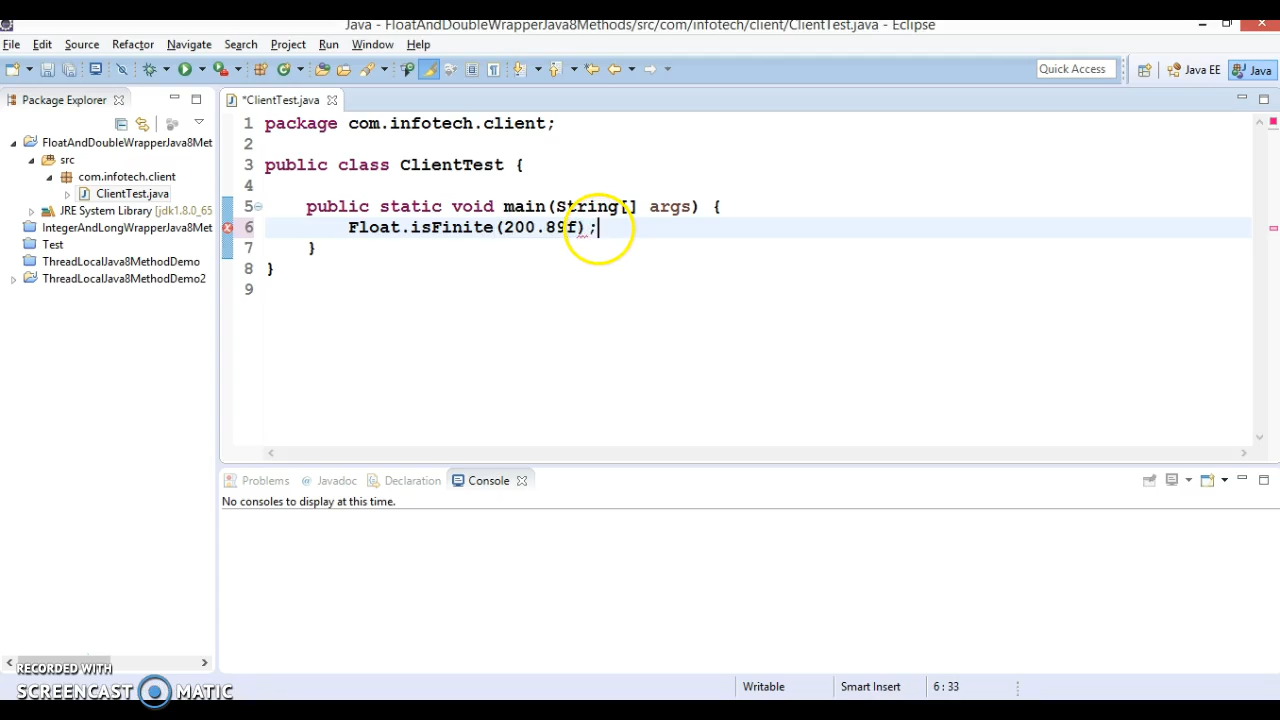 Java - FloatAndDoubleWrapperJava8Methods/src/com/infotech/client/ClientTest.java - Eclipse
File Edit Source Refactor Navigate Search Project Run Window Help
Quick Access Java EE Java
Package Explorer
*ClientTest.java
FloatAndDoubleWrapperJava8Met
src
com.infotech.client
ClientTest.java
JRE System Library [jdk1.8.0_65
IntegerAndLongWrapperJava8Met
Test
ThreadLocalJava8MethodDemo
ThreadLocalJava8MethodDemo2
1 package com.infotech.client;
2
3 public class ClientTest {
4
5 public static void main(String[] args) {
6 Float.isFinite(200.89f);
7 }
8 }
9
Problems Javadoc Declaration Console
No consoles to display at this time.
RECORDED WITH
SCREENCAST MATIC
Writable Smart Insert 6 : 33